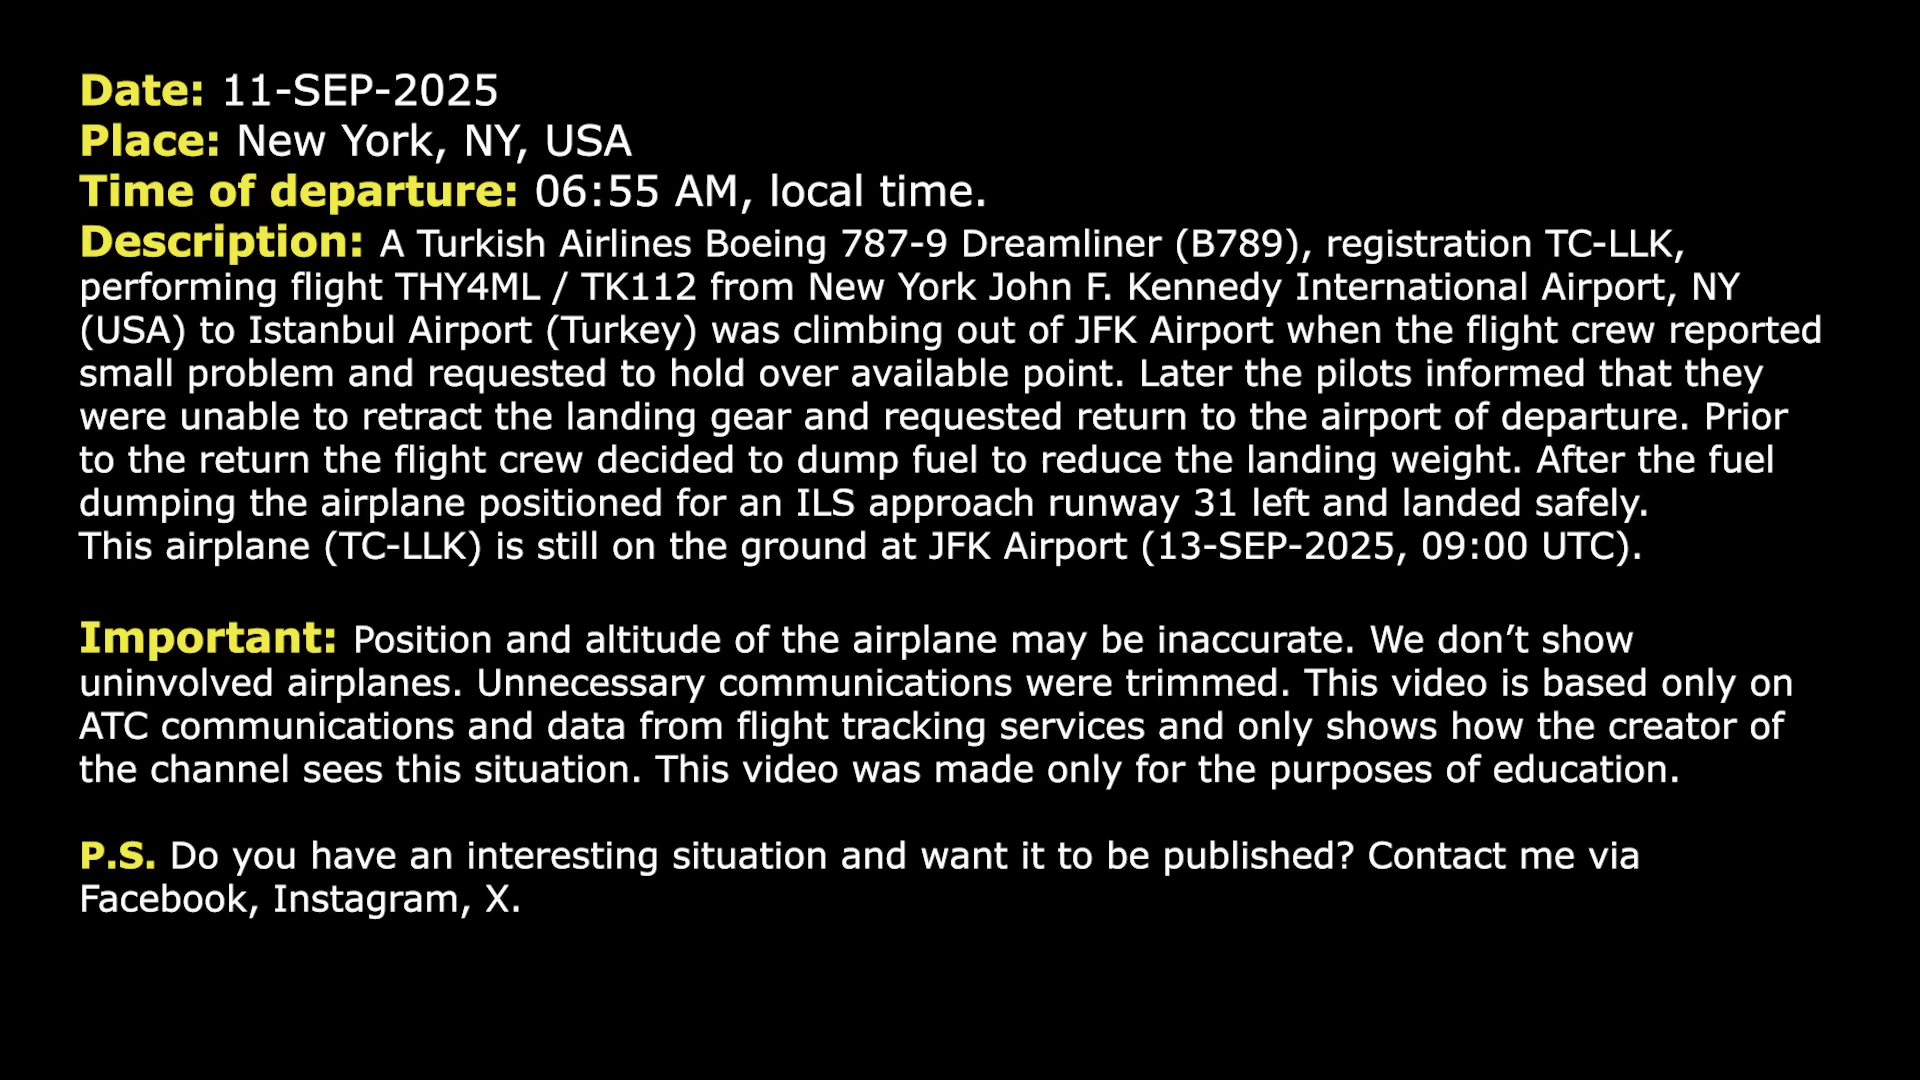 Date: 11-SEP-2025
Place: New York, NY, USA
Time of departure: 06:55 AM, local time.
Description: A Turkish Airlines Boeing 787-9 Dreamliner (B789), registration TC-LLK,
performing flight THY4ML / TK112 from New York John F. Kennedy International Airport, NY
(USA) to Istanbul Airport (Turkey) was climbing out of JFK Airport when the flight crew reported
small problem and requested to hold over available point. Later the pilots informed that they
were unable to retract the landing gear and requested return to the airport of departure. Prior
to the return the flight crew decided to dump fuel to reduce the landing weight. After the fuel
dumping the airplane positioned for an ILS approach runway 31 left and landed safely.
This airplane (TC-LLK) is still on the ground at JFK Airport (13-SEP-2025, 09:00 UTC).
Important: Position and altitude of the airplane may be inaccurate. We don’t show
uninvolved airplanes. Unnecessary communications were trimmed. This video is based only on
ATC communications and data from flight tracking services and only shows how the creator of
the channel sees this situation. This video was made only for the purposes of education.
P.S. Do you have an interesting situation and want it to be published? Contact me via
Facebook, Instagram, X.